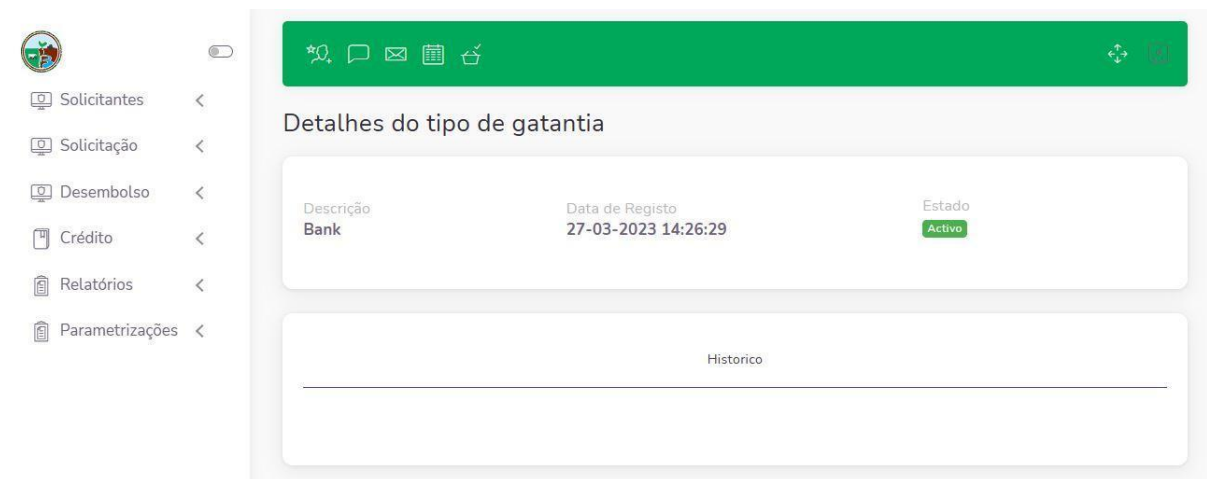 Solicitantes
Solicitação
Desembolso
Crédito
Relatórios
Parametrizações
Detalhes do tipo de gatantia
Descrição
Bank
Data de Registo
27-03-2023 14:26:29
Estado
Activo
Historico